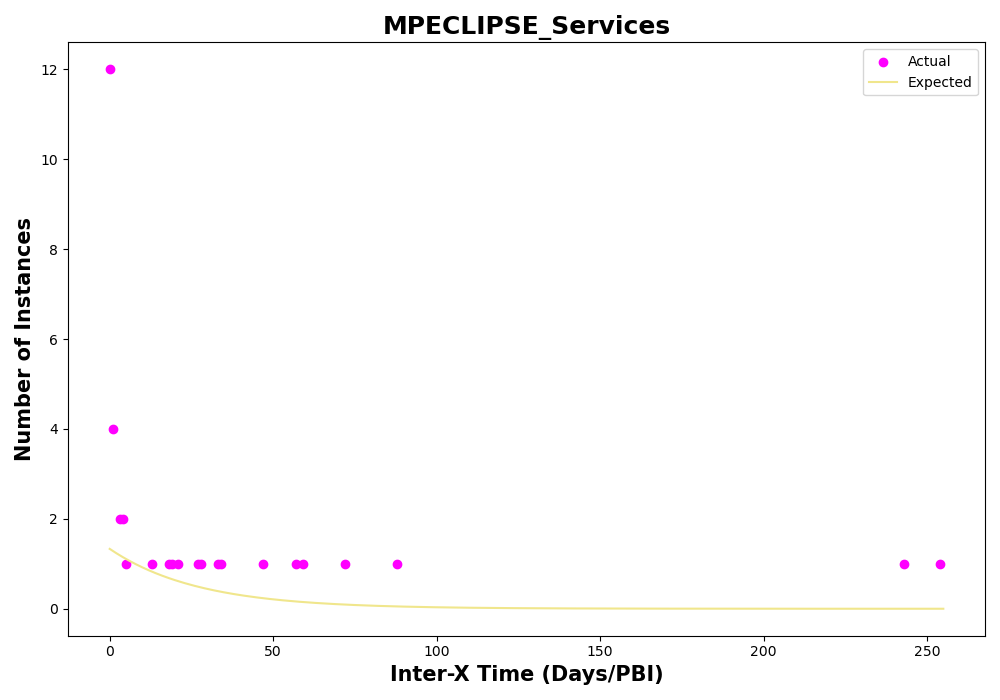 MPECLIPSE_Services
Actual
Expected
Number of Instances
12
10
8
6
4
2
0
0 50 100 150 200 250
Inter-X Time (Days/PBI)